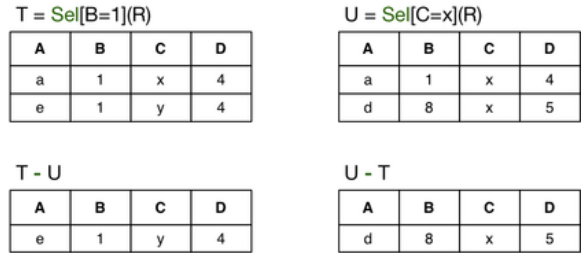 T = Sel[B=1](R)
A B C D
a 1 x 4
e 1 y 4
U = Sel[C=x](R)
A B C D
a 1 x 4
d 8 x 5
T - U
A B C D
e 1 y 4
U - T
A B C D
d 8 x 5